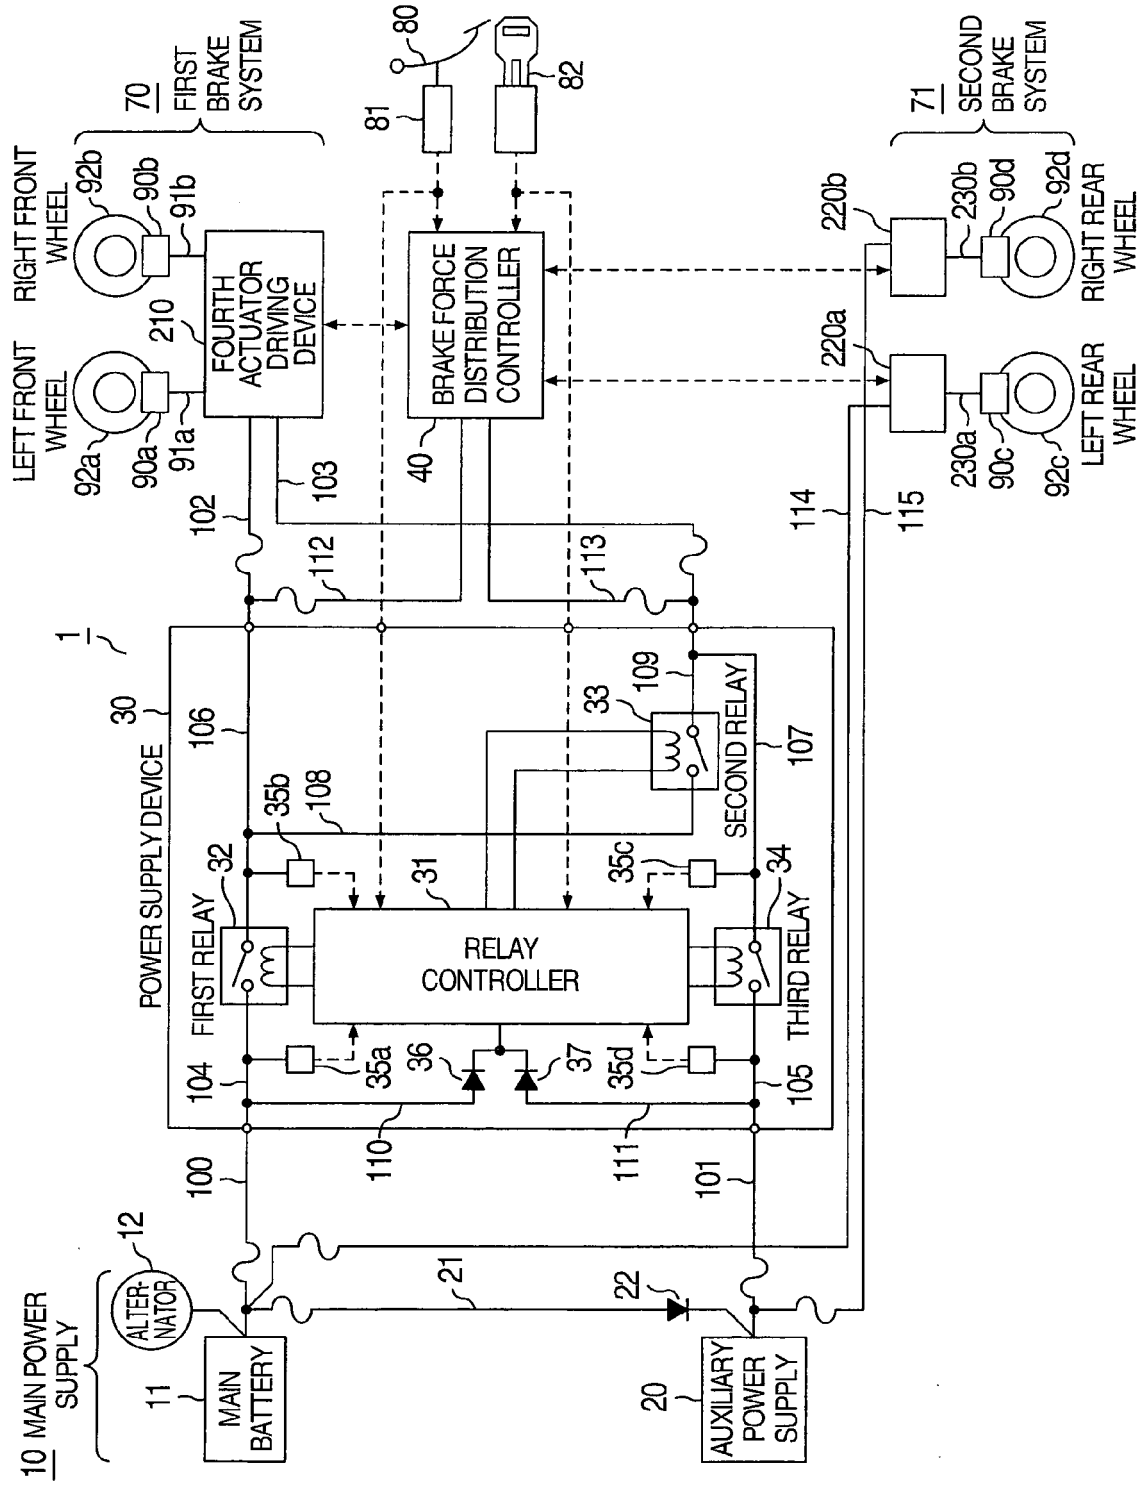 10 MAIN POWER
SUPPLY
ALTER-
NATOR
12
MAIN
BATTERY
11
AUXILIARY
POWER
SUPPLY
20
21
22
100
101
1
POWER SUPPLY DEVICE
30
104
FIRST RELAY
32
106
35a
35b
108
110
36
37
111
RELAY
CONTROLLER
31
35c
35d
105
THIRD RELAY
34
107
SECOND RELAY
33
109
102
103
112
113
114
115
LEFT FRONT
WHEEL
92a
90a
91a
RIGHT FRONT
WHEEL
92b
90b
91b
210
FOURTH
ACTUATOR
DRIVING
DEVICE
70 FIRST
BRAKE
SYSTEM
BRAKE FORCE
DISTRIBUTION
CONTROLLER
40
80
81
82
220a
230a
90c
92c
LEFT REAR
WHEEL
220b
230b
90d
92d
RIGHT REAR
WHEEL
71 SECOND
BRAKE
SYSTEM